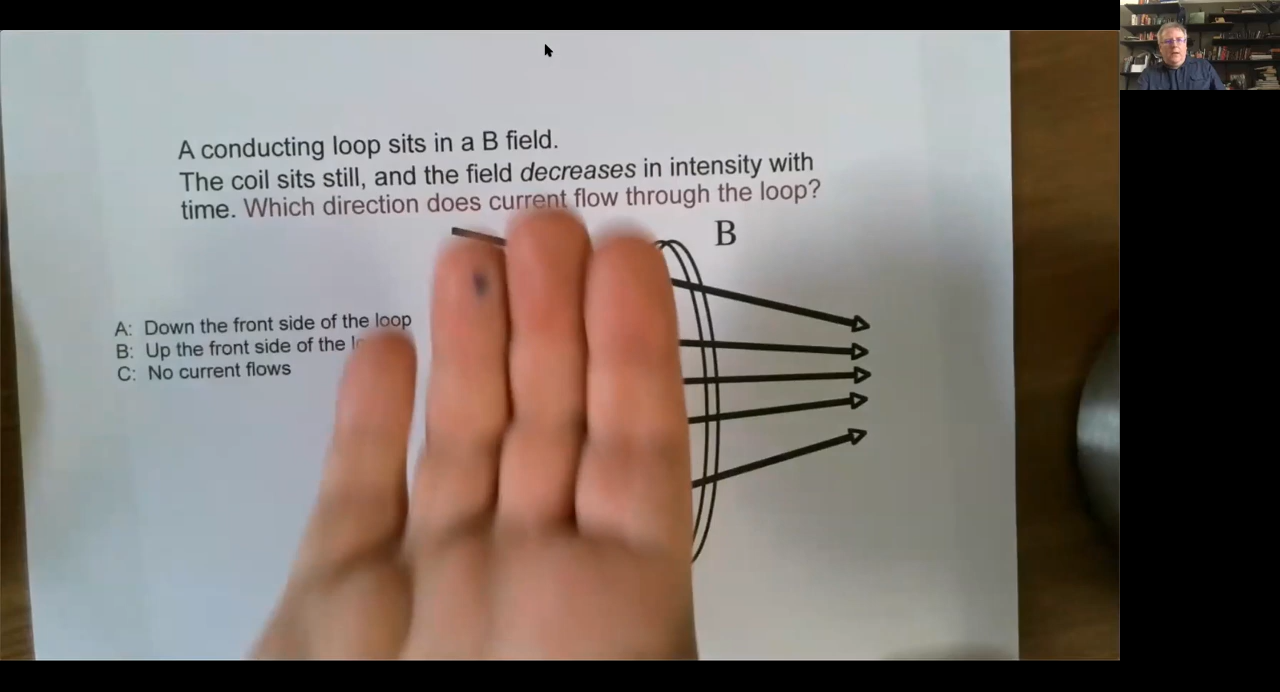 A conducting loop sits in a B field.
The coil sits still, and the field decreases in intensity with
time. Which direction does current flow through the loop?
B
A: Down the front side of the loop
B: Up the front side of the
C: No current flows